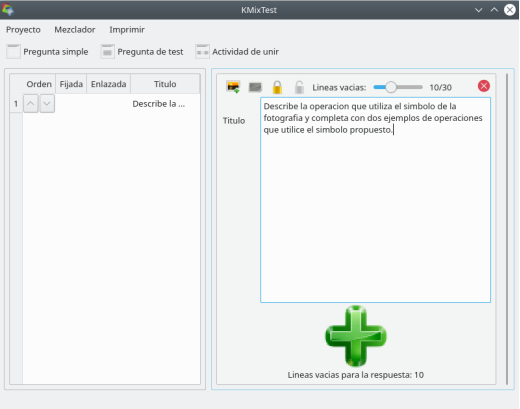 KMixTest
Proyecto Mezclador Imprimir
Pregunta simple Pregunta de test Actividad de unir
Orden Fijada Enlazada Titulo
1 Describe la ...
Lineas vacias: 10/30
Titulo
Describe la operacion que utiliza el simbolo de la
fotografia y completa con dos ejemplos de operaciones
que utilice el simbolo propuesto.
Lineas vacias para la respuesta: 10